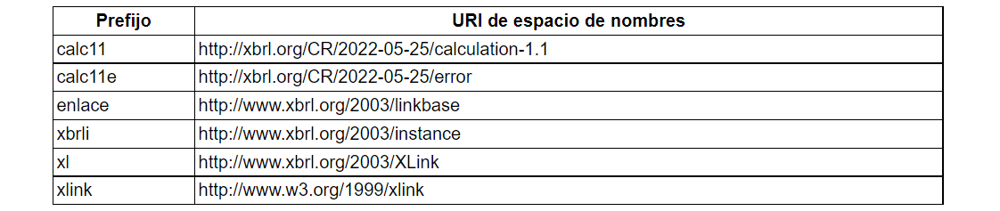 Prefijo URI de espacio de nombres
calc11 http://xbrl.org/CR/2022-05-25/calculation-1.1
calc11e http://xbrl.org/CR/2022-05-25/error
enlace http://www.xbrl.org/2003/linkbase
xbrli http://www.xbrl.org/2003/instance
xl http://www.xbrl.org/2003/XLink
xlink http://www.w3.org/1999/xlink